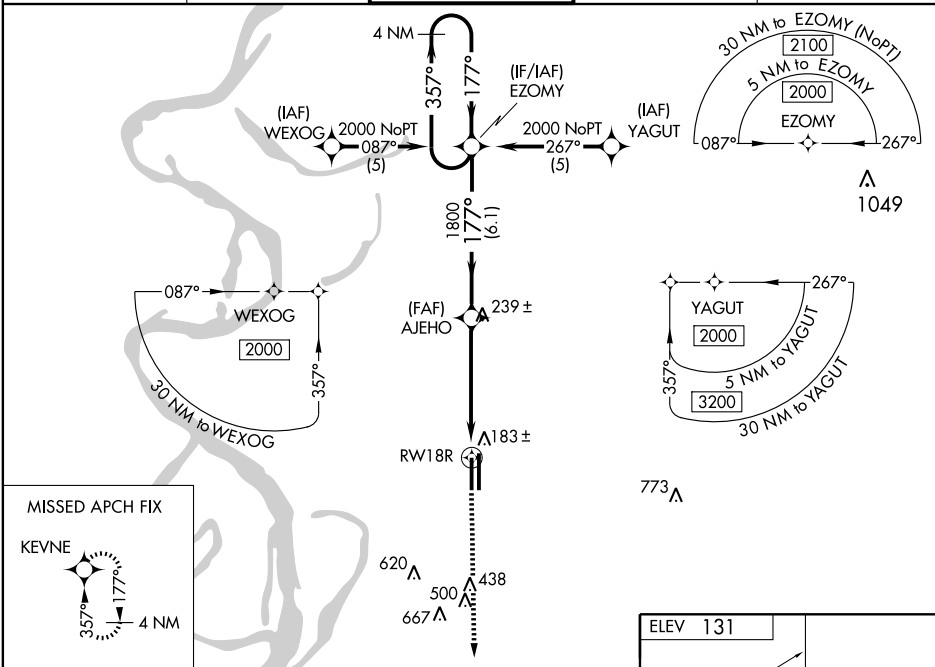 4 NM
357°
177°
(IF/IAF)
EZOMY
(IAF)
WEXOG
2000 NoPT
087°
(5)
2000 NoPT
267°
(5)
(IAF)
YAGUT
30 NM to EZOMY (NoPT)
2100
5 NM to EZOMY
2000
EZOMY
087°
267°
1049
1800
177°
(6.1)
087°
WEXOG
2000
357°
30 NM to WEXOG
(FAF)
AJEHO
239 ±
267°
YAGUT
2000
5 NM to YAGUT
357°
3200
30 NM to YAGUT
183 ±
RW18R
773
MISSED APCH FIX
KEVNE
357°
177°
4 NM
620
438
500
667
ELEV 131